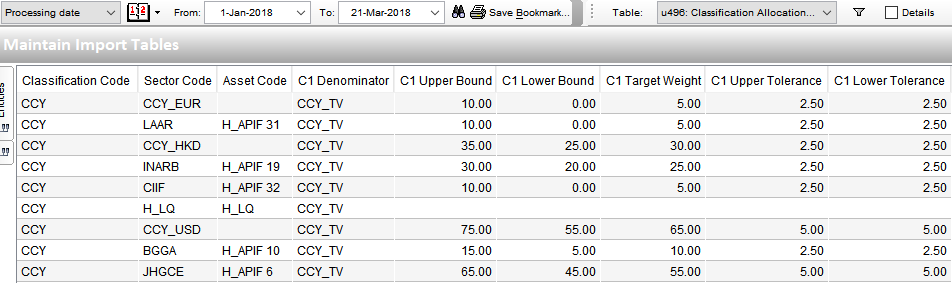 Processing date From: 1-Jan-2018 To: 21-Mar-2018 Save Bookmark... Table: u496: Classification Allocation... Details
Maintain Import Tables
Classification Code Sector Code Asset Code C1 Denominator C1 Upper Bound C1 Lower Bound C1 Target Weight C1 Upper Tolerance C1 Lower Tolerance
CCY CCY_EUR CCY_TV 10.00 0.00 5.00 2.50 2.50
CCY LAAR H_APIF 31 CCY_TV 10.00 0.00 5.00 2.50 2.50
CCY CCY_HKD CCY_TV 35.00 25.00 30.00 2.50 2.50
CCY INARB H_APIF 19 CCY_TV 30.00 20.00 25.00 2.50 2.50
CCY CIIF H_APIF 32 CCY_TV 10.00 0.00 5.00 2.50 2.50
CCY H_LQ H_LQ CCY_TV
CCY CCY_USD CCY_TV 75.00 55.00 65.00 5.00 5.00
CCY BGGA H_APIF 10 CCY_TV 15.00 5.00 10.00 2.50 2.50
CCY JHGCE H_APIF 6 CCY_TV 65.00 45.00 55.00 5.00 5.00